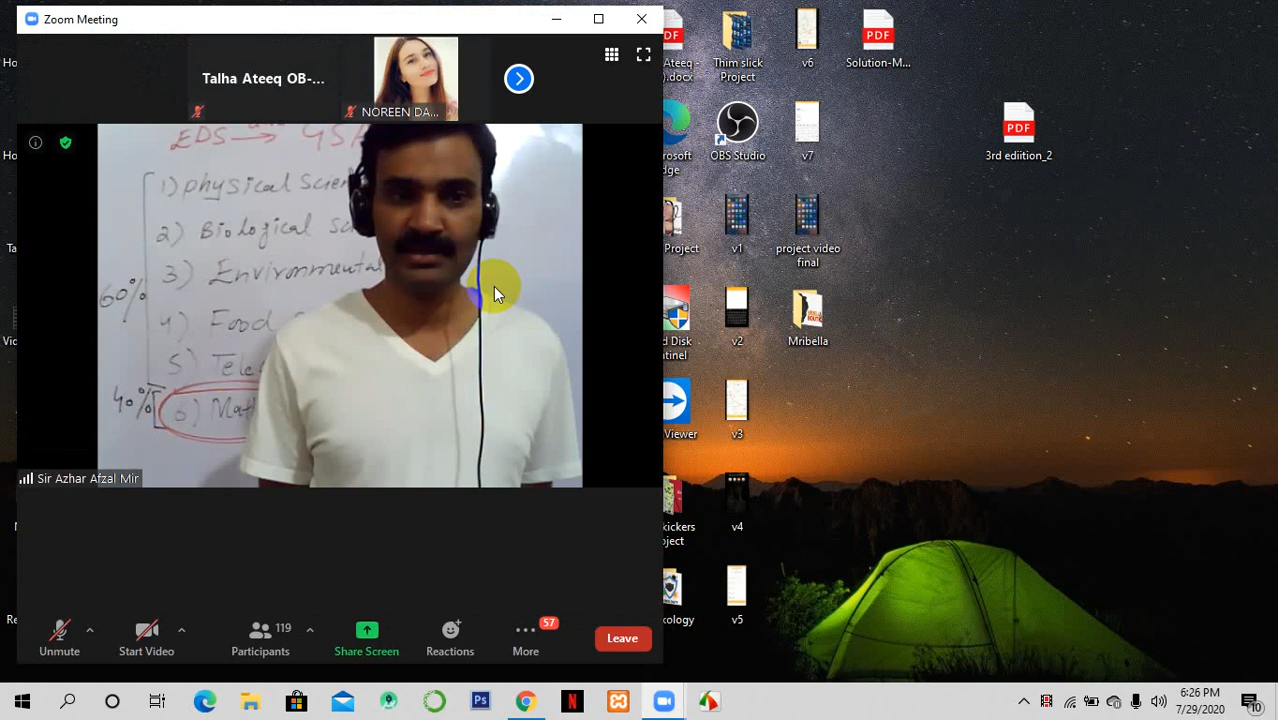 Zoom Meeting
Talha Ateeq OB-...
NOREEN DA...
EDS
1) physical Scien
2) Biological Sc
3) Environmental
60%
4) Food
5) Tele
40%
6) Math
Sir Azhar Afzal Mir
Unmute
Start Video
119
Participants
Share Screen
Reactions
57
More
Leave
PDF
Thim slick
Project
v6
PDF
Solution-M...
OBS Studio
v7
PDF
3rd ediition_2
v1
project video
final
Project
v2
Mribella
Viewer
v3
v4
v5
Ps
N
6:26 PM
7/29/2020
10